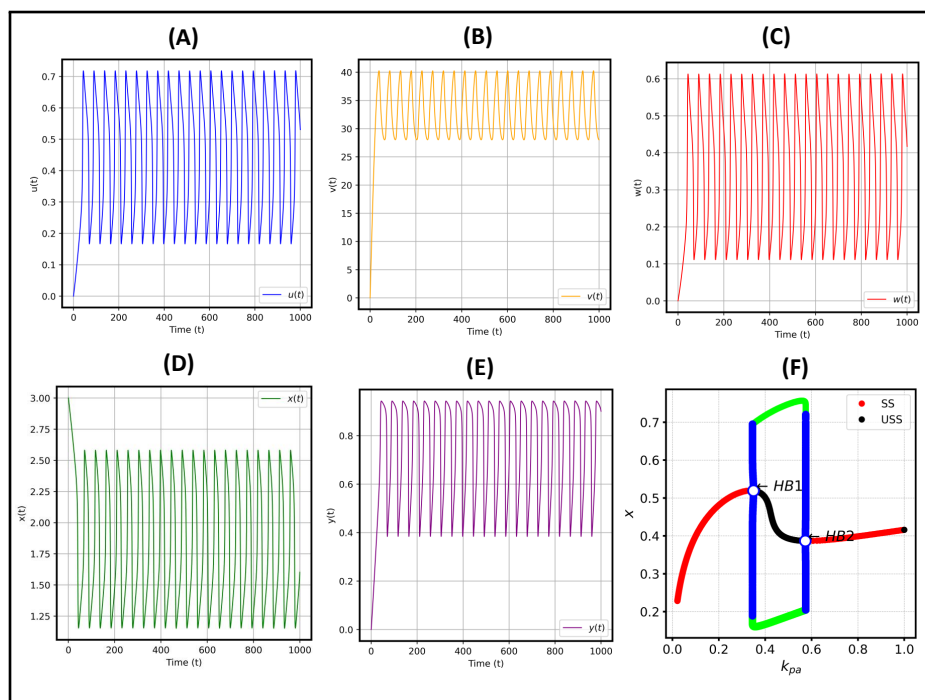 (A)
0.7
0.6
0.5
0.4
0.3
0.2
0.1
0.0
u(t)
0
200
400
600
800
1000
Time (t)
u(t)
(B)
40
35
30
25
20
15
10
5
0
v(t)
0
200
400
600
800
1000
Time (t)
v(t)
(C)
0.6
0.5
0.4
0.3
0.2
0.1
0.0
w(t)
0
200
400
600
800
1000
Time (t)
w(t)
(D)
3.00
2.75
2.50
2.25
2.00
1.75
1.50
1.25
x(t)
0
200
400
600
800
1000
Time (t)
x(t)
(E)
0.8
0.6
0.4
0.2
0.0
y(t)
0
200
400
600
800
1000
Time (t)
y(t)
(F)
0.7
0.6
0.5
0.4
0.3
0.2
x
SS
USS
← HB1
← HB2
0.0
0.2
0.4
0.6
0.8
1.0
k_pa